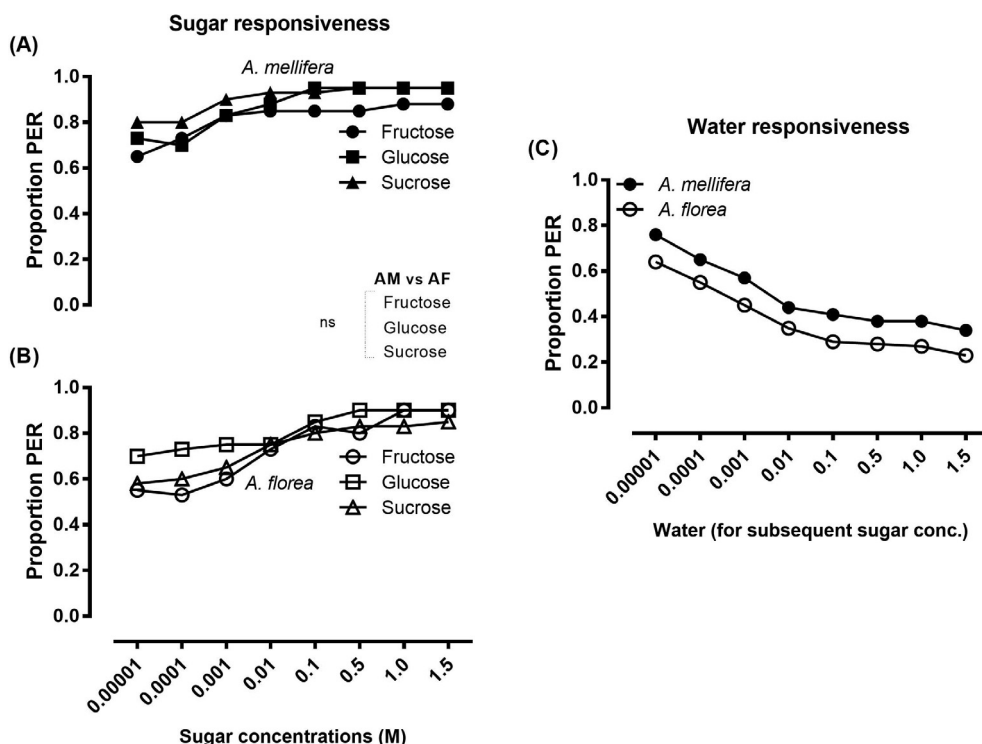 Sugar responsiveness
(A)
A. mellifera
Proportion PER
1.0
0.8
0.6
0.4
0.2
0.0
Fructose
Glucose
Sucrose
AM vs AF
ns
Fructose
Glucose
Sucrose
(B)
Proportion PER
1.0
0.8
0.6
0.4
0.2
0.0
A. florea
Fructose
Glucose
Sucrose
0.00001
0.0001
0.001
0.01
0.1
0.5
1.0
1.5
Sugar concentrations (M)
Water responsiveness
(C)
A. mellifera
A. florea
Proportion PER
1.0
0.8
0.6
0.4
0.2
0.0
0.00001
0.0001
0.001
0.01
0.1
0.5
1.0
1.5
Water (for subsequent sugar conc.)